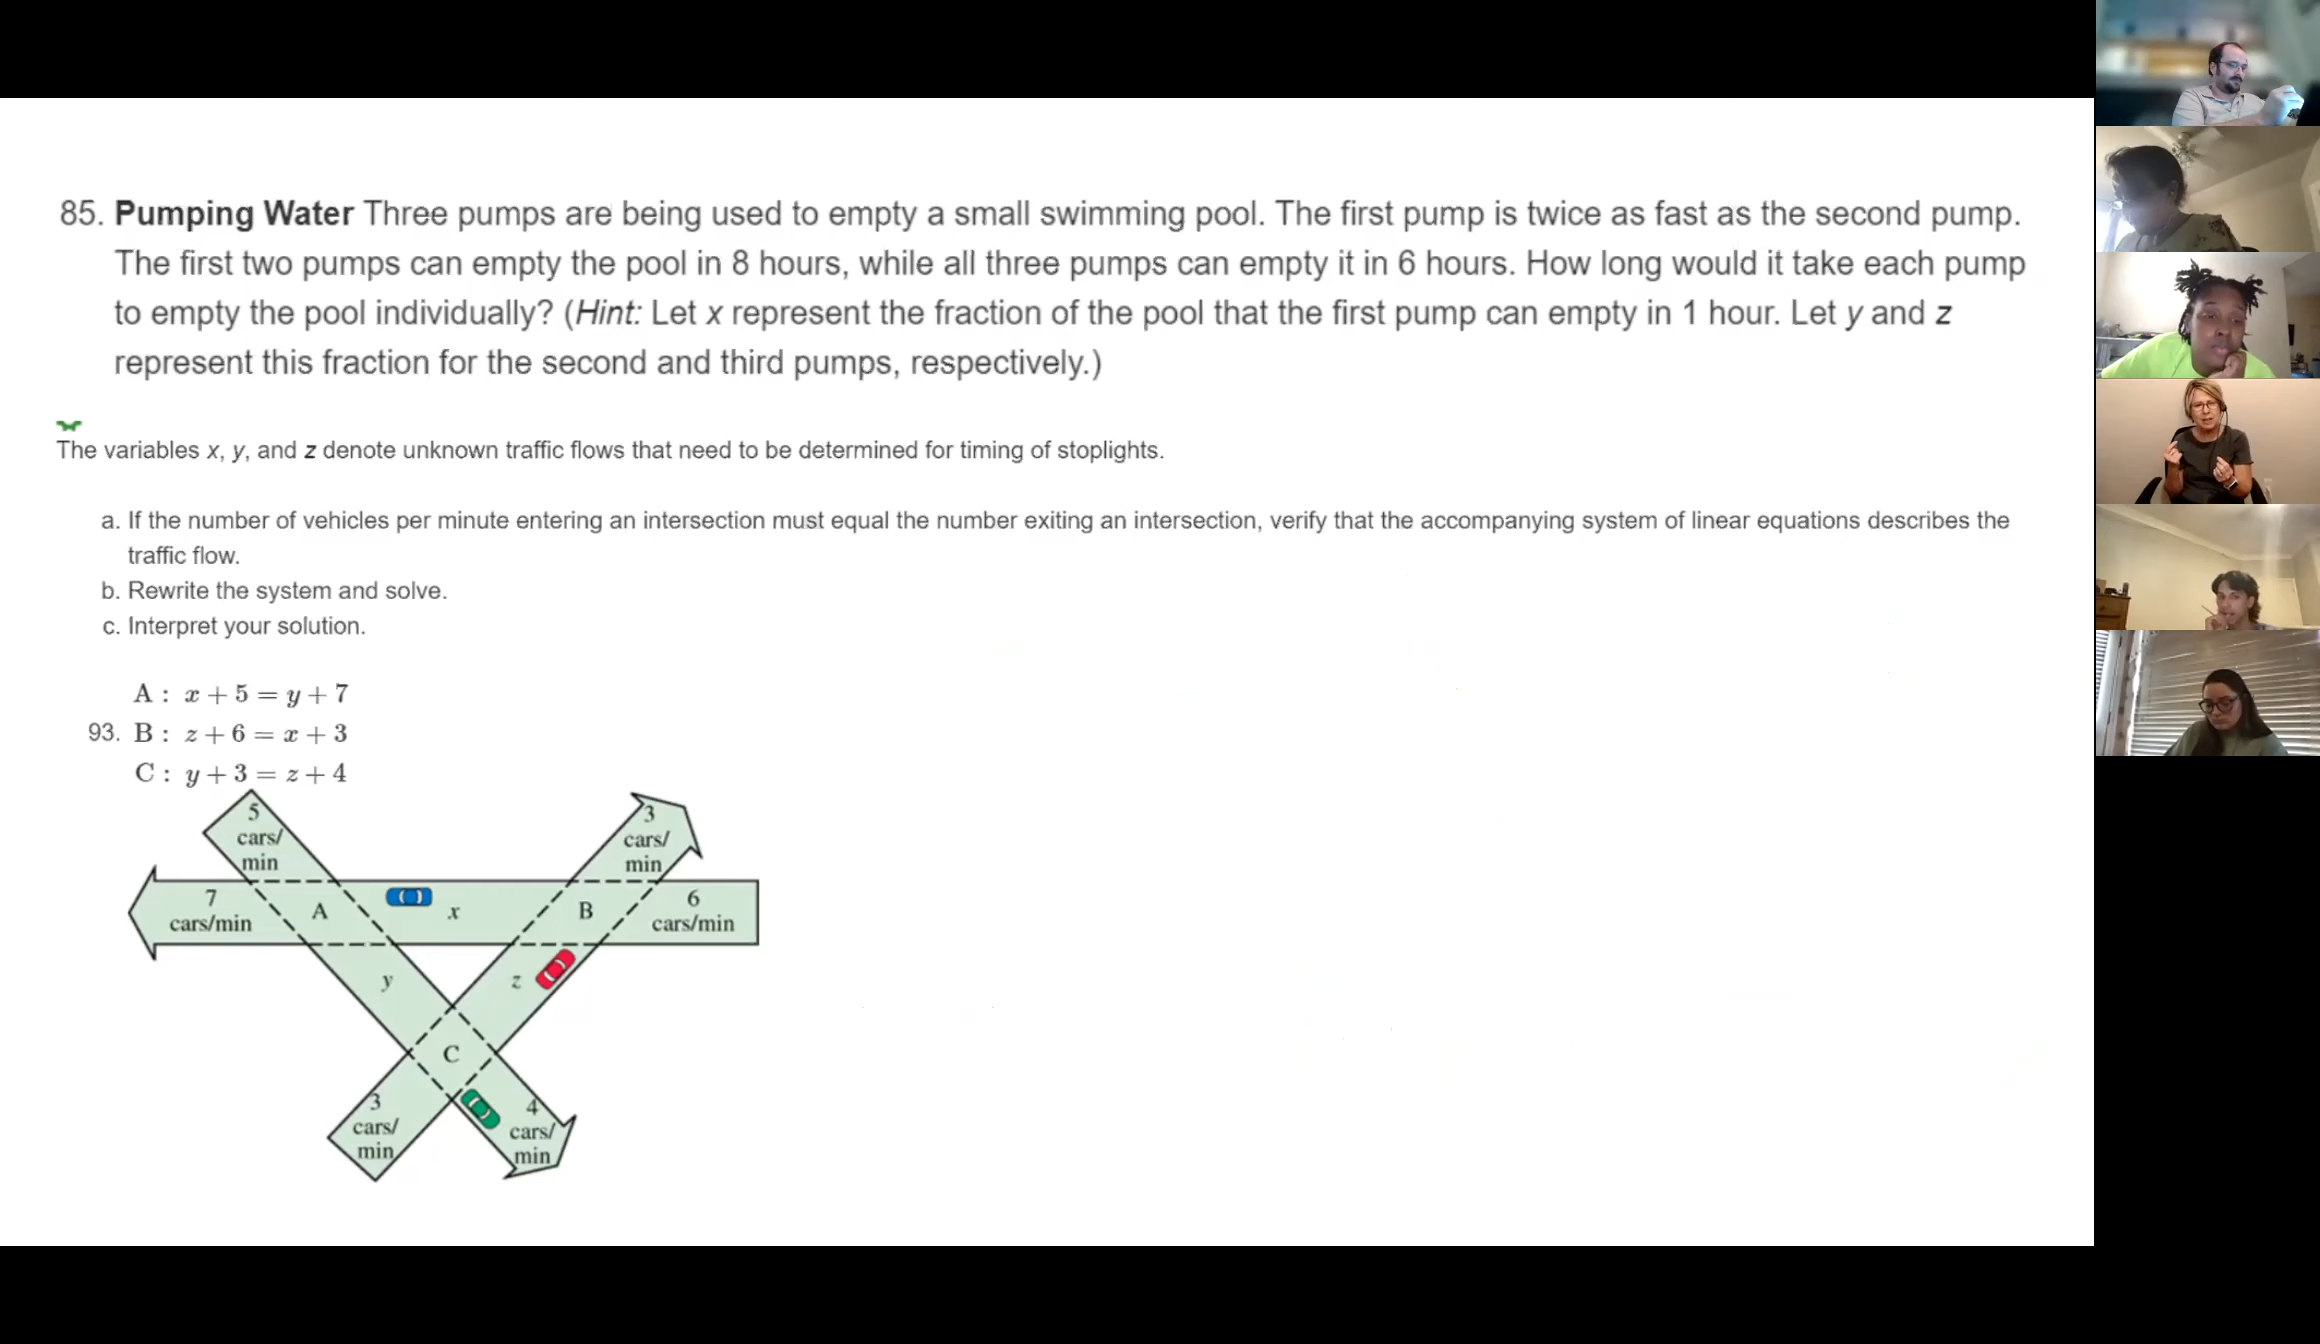 85. Pumping Water Three pumps are being used to empty a small swimming pool. The first pump is twice as fast as the second pump.
The first two pumps can empty the pool in 8 hours, while all three pumps can empty it in 6 hours. How long would it take each pump
to empty the pool individually? (Hint: Let x represent the fraction of the pool that the first pump can empty in 1 hour. Let y and z
represent this fraction for the second and third pumps, respectively.)
The variables x, y, and z denote unknown traffic flows that need to be determined for timing of stoplights.
a. If the number of vehicles per minute entering an intersection must equal the number exiting an intersection, verify that the accompanying system of linear equations describes the
traffic flow.
b. Rewrite the system and solve.
c. Interpret your solution.
A : x + 5 = y + 7
93. B : z + 6 = x + 3
C : y + 3 = z + 4
5
cars/
min
3
cars/
min
7
cars/min
A
x
B
6
cars/min
y
z
C
3
cars/
min
4
cars/
min